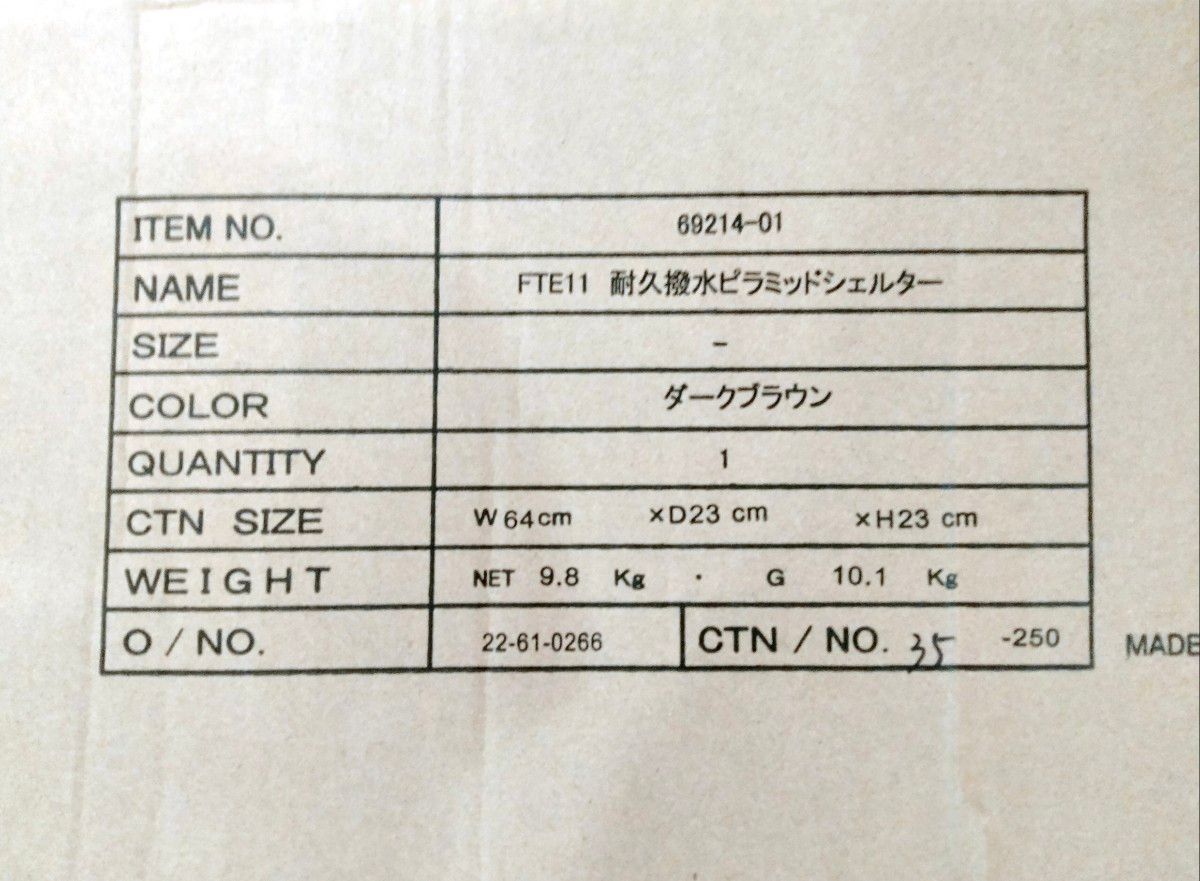 ITEM NO. 69214-01
NAME FTE11 耐久撥水ピラミッドシェルター
SIZE -
COLOR ダークブラウン
QUANTITY 1
CTN SIZE W 64cm ×D23 cm ×H23 cm
WEIGHT NET 9.8 Kg ・ G 10.1 Kg
O / NO. 22-61-0266 CTN / NO. 35 -250
MADE